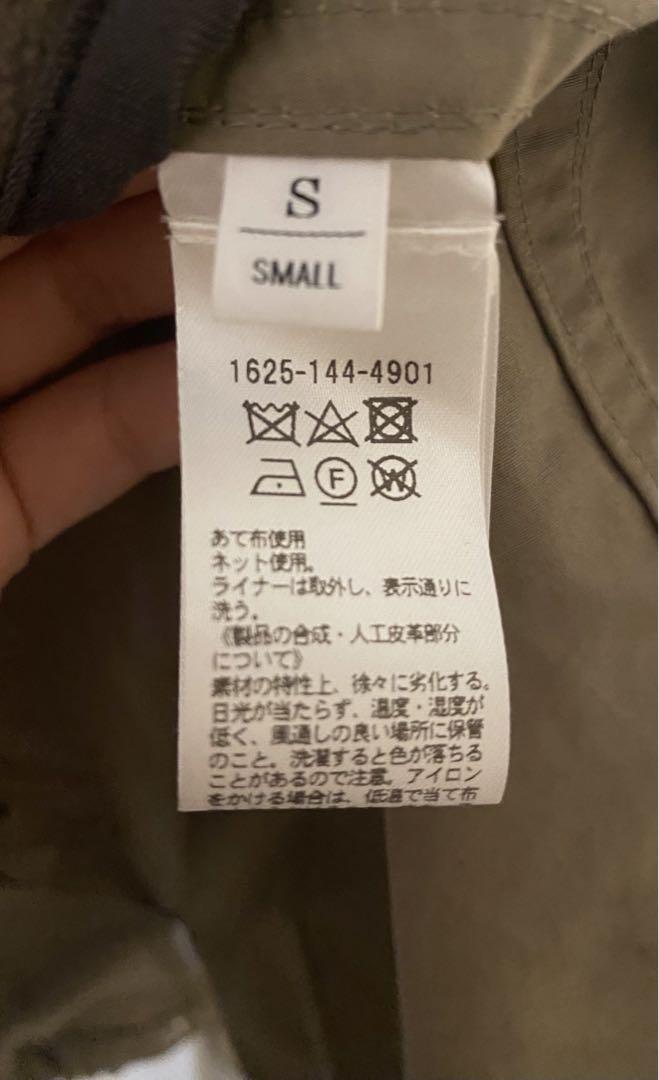 S
SMALL
1625-144-4901
F
W
あて布使用
ネット使用。
ライナーは取外し、表示通りに
洗う。
《製品の合成・人工皮革部分
について》
素材の特性上、徐々に劣化する。
日光が当たらず、温度・湿度が
低く、風通しの良い場所に保管
のこと。洗濯すると色が落ちる
ことがあるので注意。アイロン
をかける場合は、低温で当て布